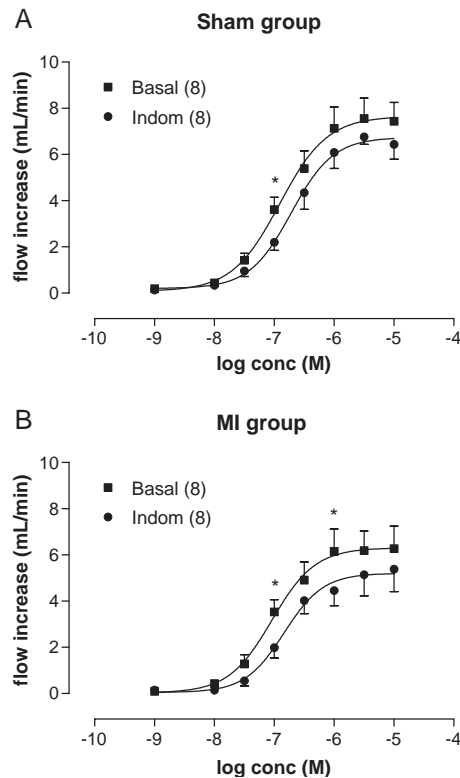 A
Sham group
flow increase (mL/min)
10
8
6
4
2
0
Basal (8)
Indom (8)
*
-10 -9 -8 -7 -6 -5 -4
log conc (M)
B
MI group
flow increase (mL/min)
10
8
6
4
2
0
Basal (8)
Indom (8)
*
*
-10 -9 -8 -7 -6 -5 -4
log conc (M)